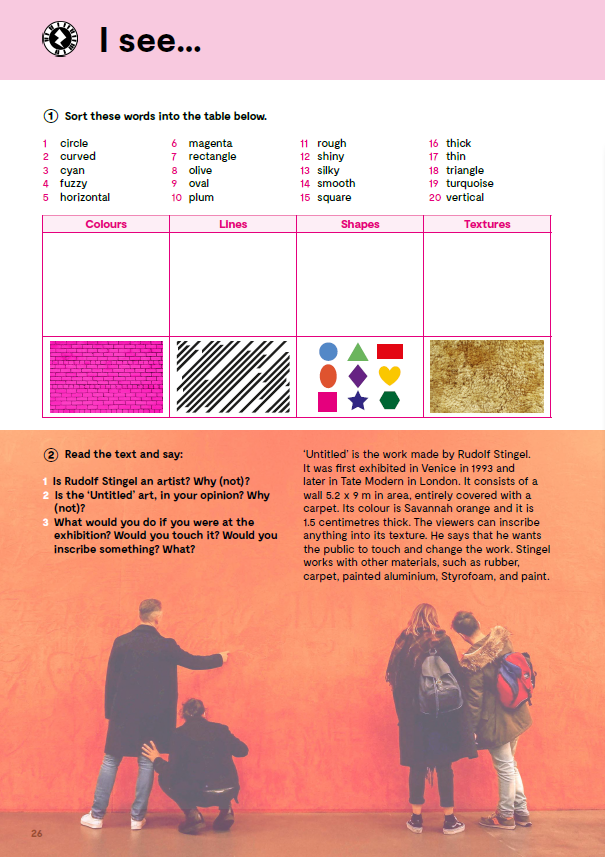 I see...
1 Sort these words into the table below.
1 circle
2 curved
3 cyan
4 fuzzy
5 horizontal
6 magenta
7 rectangle
8 olive
9 oval
10 plum
11 rough
12 shiny
13 silky
14 smooth
15 square
16 thick
17 thin
18 triangle
19 turquoise
20 vertical
Colours Lines Shapes Textures
2 Read the text and say:
1 Is Rudolf Stingel an artist? Why (not)?
2 Is the ‘Untitled’ art, in your opinion? Why
(not)?
3 What would you do if you were at the
exhibition? Would you touch it? Would you
inscribe something? What?
‘Untitled’ is the work made by Rudolf Stingel.
It was first exhibited in Venice in 1993 and
later in Tate Modern in London. It consists of a
wall 5.2 x 9 m in area, entirely covered with a
carpet. Its colour is Savannah orange and it is
1.5 centimetres thick. The viewers can inscribe
anything into its texture. He says that he wants
the public to touch and change the work. Stingel
works with other materials, such as rubber,
carpet, painted aluminium, Styrofoam, and paint.
26